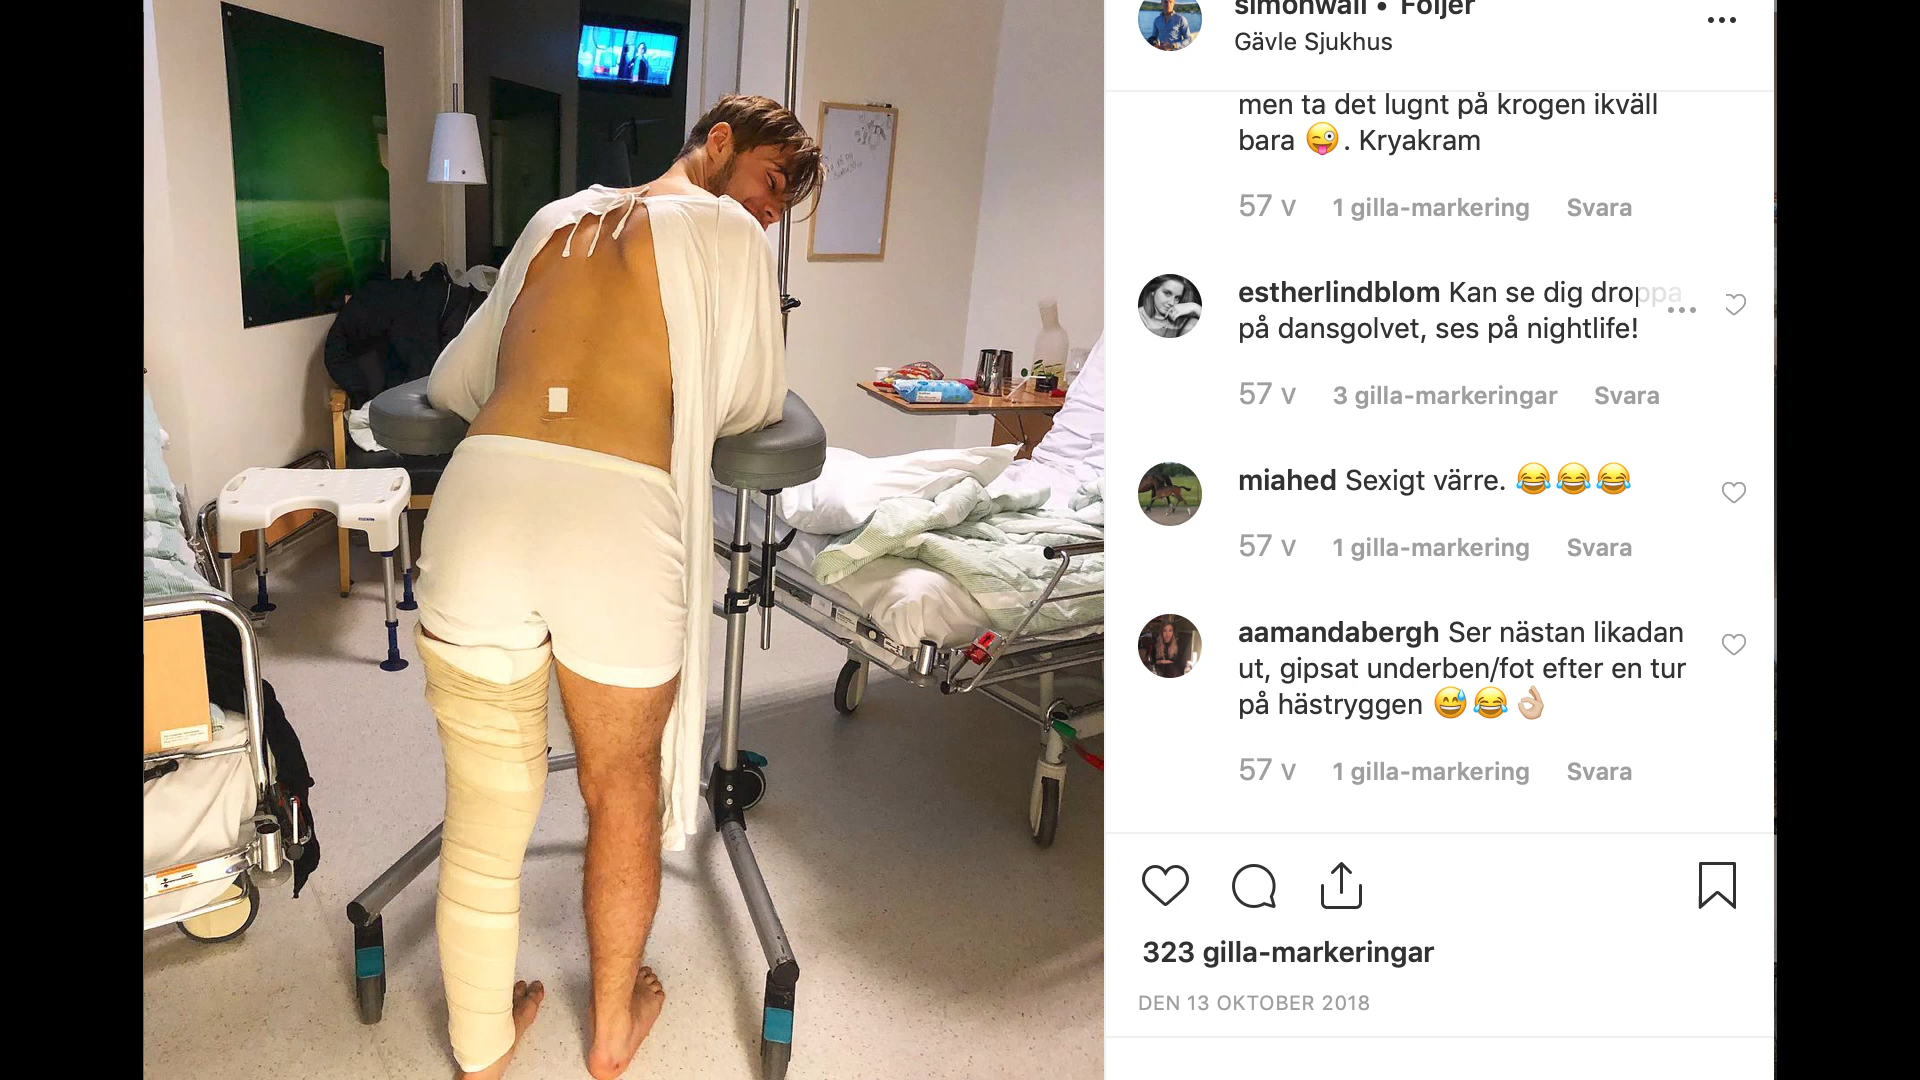 simonwall • Följer
Gävle Sjukhus
men ta det lugnt på krogen ikväll
bara 😜. Kryakram
57 v 1 gilla-markering Svara
estherlindblom Kan se dig droppa
på dansgolvet, ses på nightlife!
57 v 3 gilla-markeringar Svara
miahed Sexigt värre. 😂😂😂
57 v 1 gilla-markering Svara
aamandabergh Ser nästan likadan
ut, gipsat underben/fot efter en tur
på hästryggen 😅😂👌🏼
57 v 1 gilla-markering Svara
323 gilla-markeringar
DEN 13 OKTOBER 2018